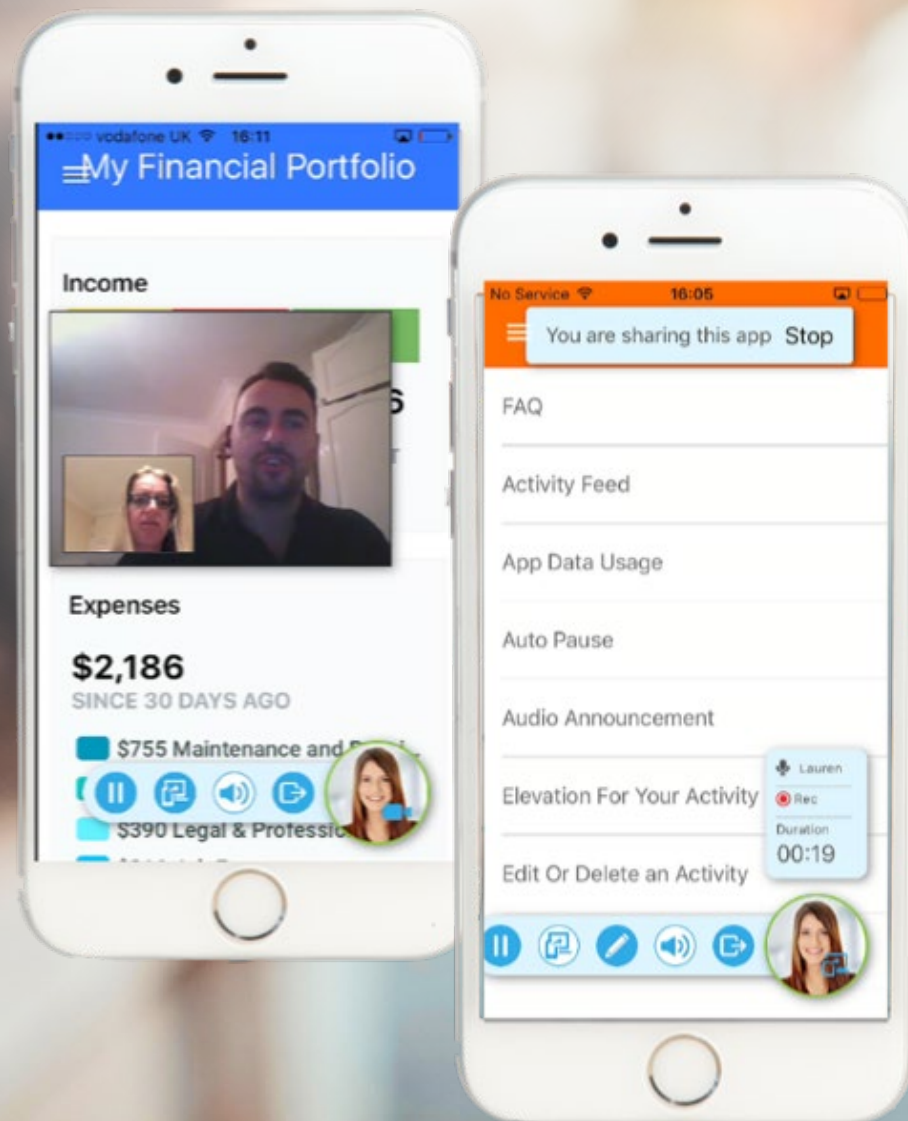 vodafone UK 16:11
My Financial Portfolio
Income
6
T
Expenses
$2,186
SINCE 30 DAYS AGO
$755 Maintenance and
$390 Legal &
No Service 16:05
You are sharing this app Stop
FAQ
Activity Feed
App Data Usage
Auto Pause
Audio Announcement
Elevation For Your Activity
Edit Or Delete an Activity
Lauren
Rec
Duration
00:19